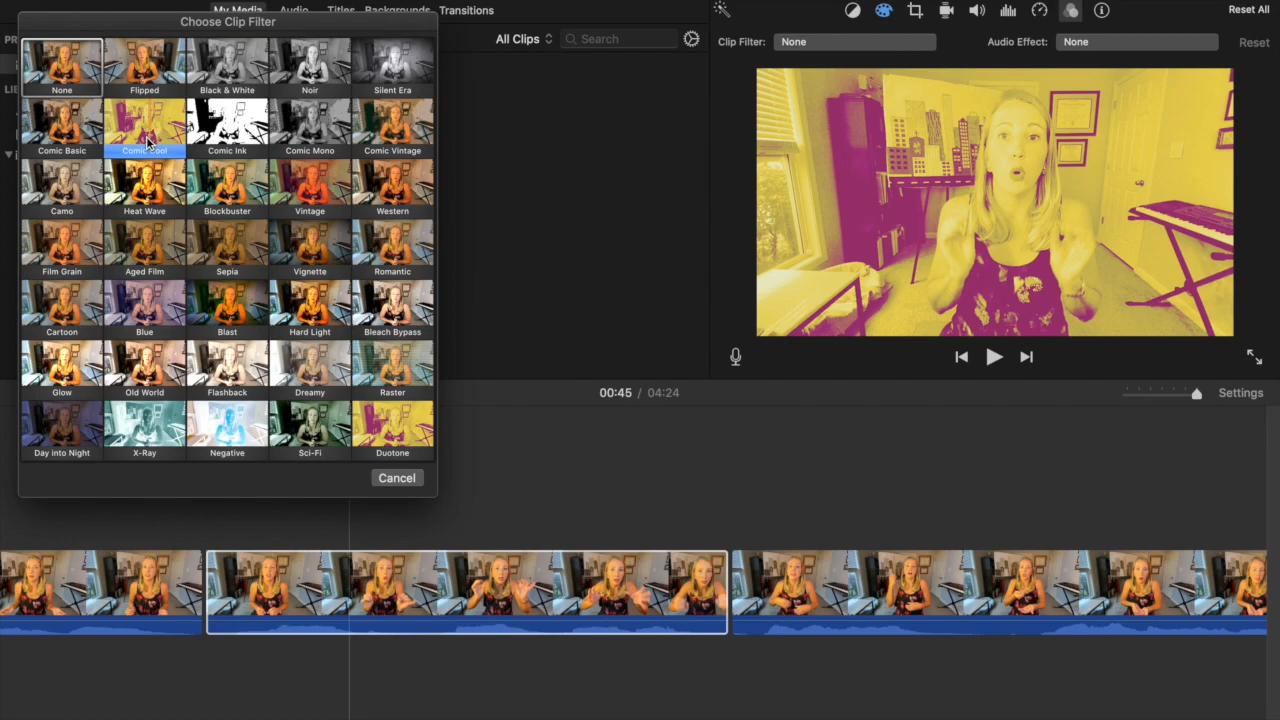 My Media Audio Titles Backgrounds Transitions
Reset All
Choose Clip Filter
All Clips
Search
Clip Filter: None
Audio Effect: None
Reset
None Flipped Black & White Noir Silent Era
Comic Basic Comic Cool Comic Ink Comic Mono Comic Vintage
Camo Heat Wave Blockbuster Vintage Western
Film Grain Aged Film Sepia Vignette Romantic
Cartoon Blue Blast Hard Light Bleach Bypass
Glow Old World Flashback Dreamy Raster
Day into Night X-Ray Negative Sci-Fi Duotone
Cancel
00:45 / 04:24
Settings